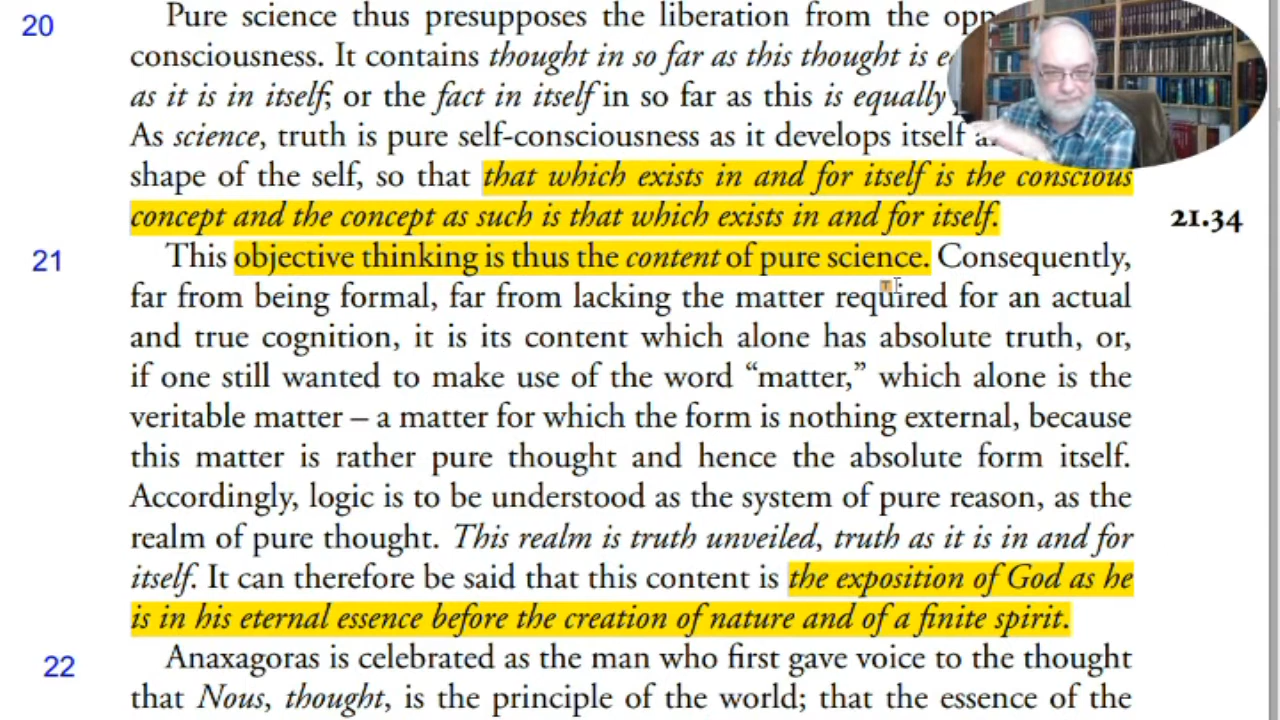 20
Pure science thus presupposes the liberation from the opp
consciousness. It contains thought in so far as this thought is e
as it is in itself; or the fact in itself in so far as this is equally
As science, truth is pure self-consciousness as it develops itself a
shape of the self, so that that which exists in and for itself is the conscious
concept and the concept as such is that which exists in and for itself.
21.34
21
This objective thinking is thus the content of pure science. Consequently,
far from being formal, far from lacking the matter required for an actual
and true cognition, it is its content which alone has absolute truth, or,
if one still wanted to make use of the word “matter,” which alone is the
veritable matter – a matter for which the form is nothing external, because
this matter is rather pure thought and hence the absolute form itself.
Accordingly, logic is to be understood as the system of pure reason, as the
realm of pure thought. This realm is truth unveiled, truth as it is in and for
itself. It can therefore be said that this content is the exposition of God as he
is in his eternal essence before the creation of nature and of a finite spirit.
22
Anaxagoras is celebrated as the man who first gave voice to the thought
that Nous, thought, is the principle of the world; that the essence of the